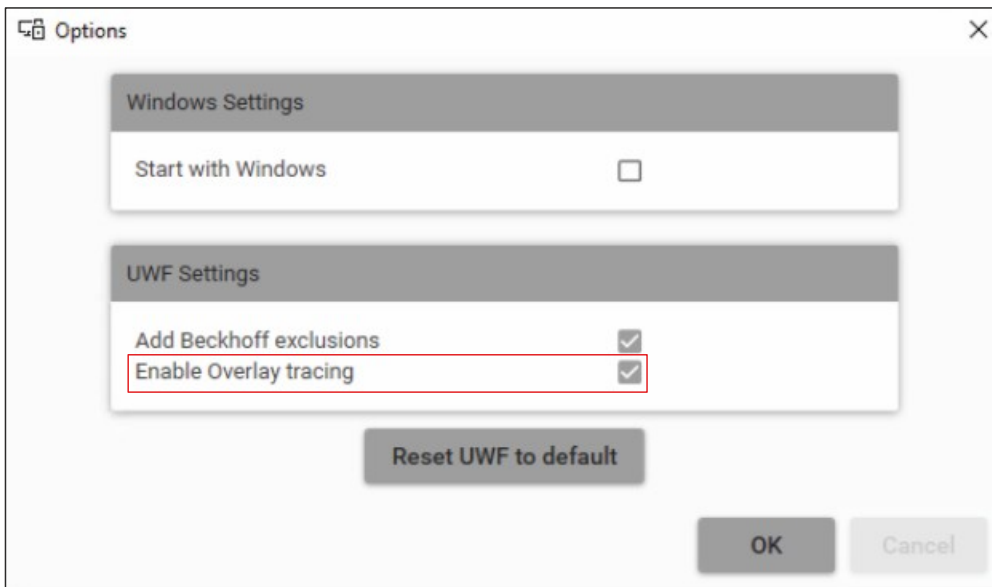 Options
Windows Settings
Start with Windows
UWF Settings
Add Beckhoff exclusions
Enable Overlay tracing
Reset UWF to default
OK
Cancel